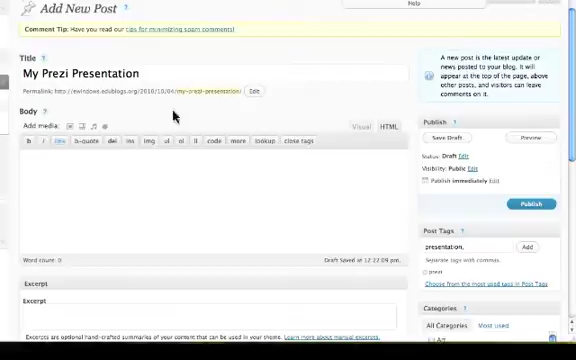 Help
Add New Post ?
Comment Tip: Have you read our tips for minimizing spam comments!
Title ?
My Prezi Presentation
Permalink: http://ewindows.edublogs.org/2010/10/04/my-prezi-presentation/ Edit
Body ?
Add media:
Visual HTML
b i link b-quote del ins img ul ol li code more lookup close tags
Word count: 0 Draft Saved at 12:22:09 pm.
Excerpt
Excerpt
Excerpts are optional hand-crafted summaries of your content that can be used in your theme. Learn more about manual excerpts.
A new post is the latest update or
news posted to your blog. It will
appear at the top of the page, above
other posts, and visitors can leave
comments on it.
Publish ?
Save Draft Preview
Status: Draft Edit
Visibility: Public Edit
Publish immediately Edit
Publish
Post Tags ?
presentation, Add
Separate tags with commas.
prezi
Choose from the most used tags in Post Tags
Categories ?
All Categories Most used
Art